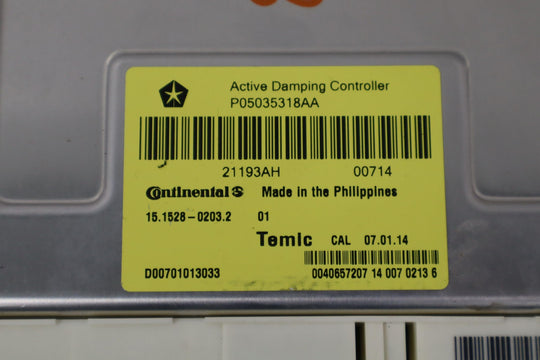 Active Damping Controller
P05035318AA
21193AH 00714
Continental Made in the Philippines
15.1528-0203.2 01
Temic CAL 07.01.14
D00701013033 0040657207 14 007 0213 6